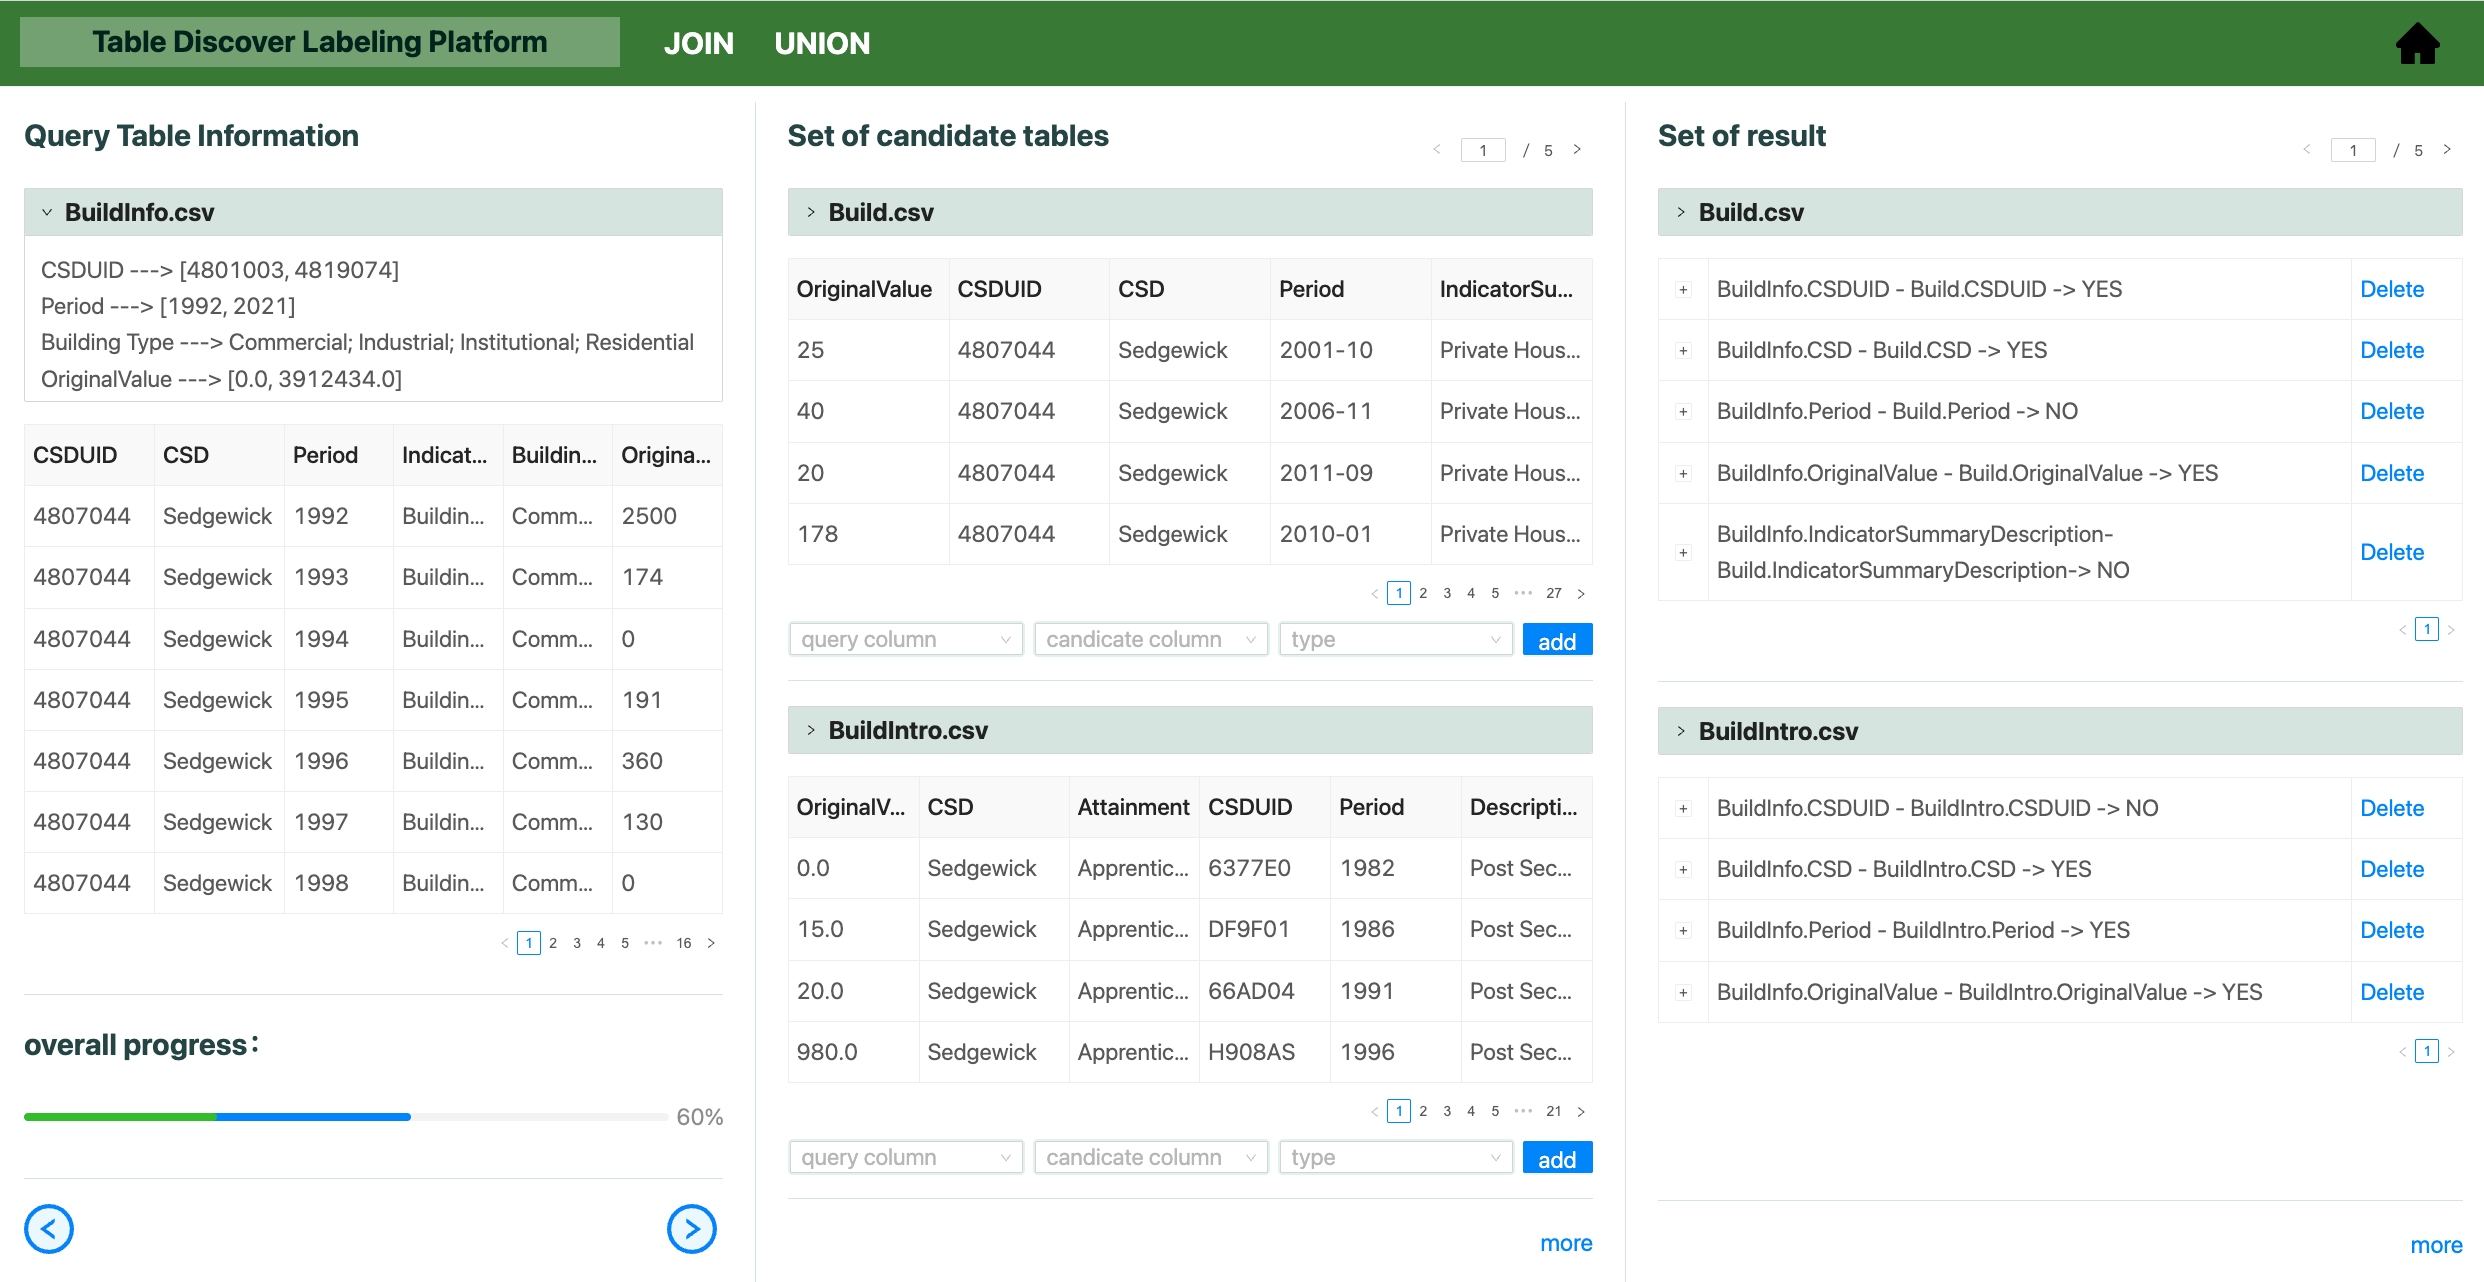 Table Discover Labeling Platform JOIN UNION
Query Table Information
BuildInfo.csv
CSDUID ---> [4801003, 4819074]
Period ---> [1992, 2021]
Building Type ---> Commercial; Industrial; Institutional; Residential
OriginalValue ---> [0.0, 3912434.0]
CSDUID CSD Period Indicat... Buildin... Origina...
4807044 Sedgewick 1992 Buildin... Comm... 2500
4807044 Sedgewick 1993 Buildin... Comm... 174
4807044 Sedgewick 1994 Buildin... Comm... 0
4807044 Sedgewick 1995 Buildin... Comm... 191
4807044 Sedgewick 1996 Buildin... Comm... 360
4807044 Sedgewick 1997 Buildin... Comm... 130
4807044 Sedgewick 1998 Buildin... Comm... 0
< 1 2 3 4 5 ••• 16 >
overall progress：
60%
< >
Set of candidate tables
< 1 / 5 >
> Build.csv
OriginalValue CSDUID CSD Period IndicatorSu...
25 4807044 Sedgewick 2001-10 Private Hous...
40 4807044 Sedgewick 2006-11 Private Hous...
20 4807044 Sedgewick 2011-09 Private Hous...
178 4807044 Sedgewick 2010-01 Private Hous...
< 1 2 3 4 5 ••• 27 >
query column candicate column type add
> BuildIntro.csv
OriginalV... CSD Attainment CSDUID Period Descripti...
0.0 Sedgewick Apprentic... 6377E0 1982 Post Sec...
15.0 Sedgewick Apprentic... DF9F01 1986 Post Sec...
20.0 Sedgewick Apprentic... 66AD04 1991 Post Sec...
980.0 Sedgewick Apprentic... H908AS 1996 Post Sec...
< 1 2 3 4 5 ••• 21 >
query column candicate column type add
more
Set of result
< 1 / 5 >
> Build.csv
+ BuildInfo.CSDUID - Build.CSDUID -> YES Delete
+ BuildInfo.CSD - Build.CSD -> YES Delete
+ BuildInfo.Period - Build.Period -> NO Delete
+ BuildInfo.OriginalValue - Build.OriginalValue -> YES Delete
BuildInfo.IndicatorSummaryDescription-
+ Build.IndicatorSummaryDescription-> NO Delete
< 1 >
> BuildIntro.csv
+ BuildInfo.CSDUID - BuildIntro.CSDUID -> NO Delete
+ BuildInfo.CSD - BuildIntro.CSD -> YES Delete
+ BuildInfo.Period - BuildIntro.Period -> YES Delete
+ BuildInfo.OriginalValue - BuildIntro.OriginalValue -> YES Delete
< 1 >
more